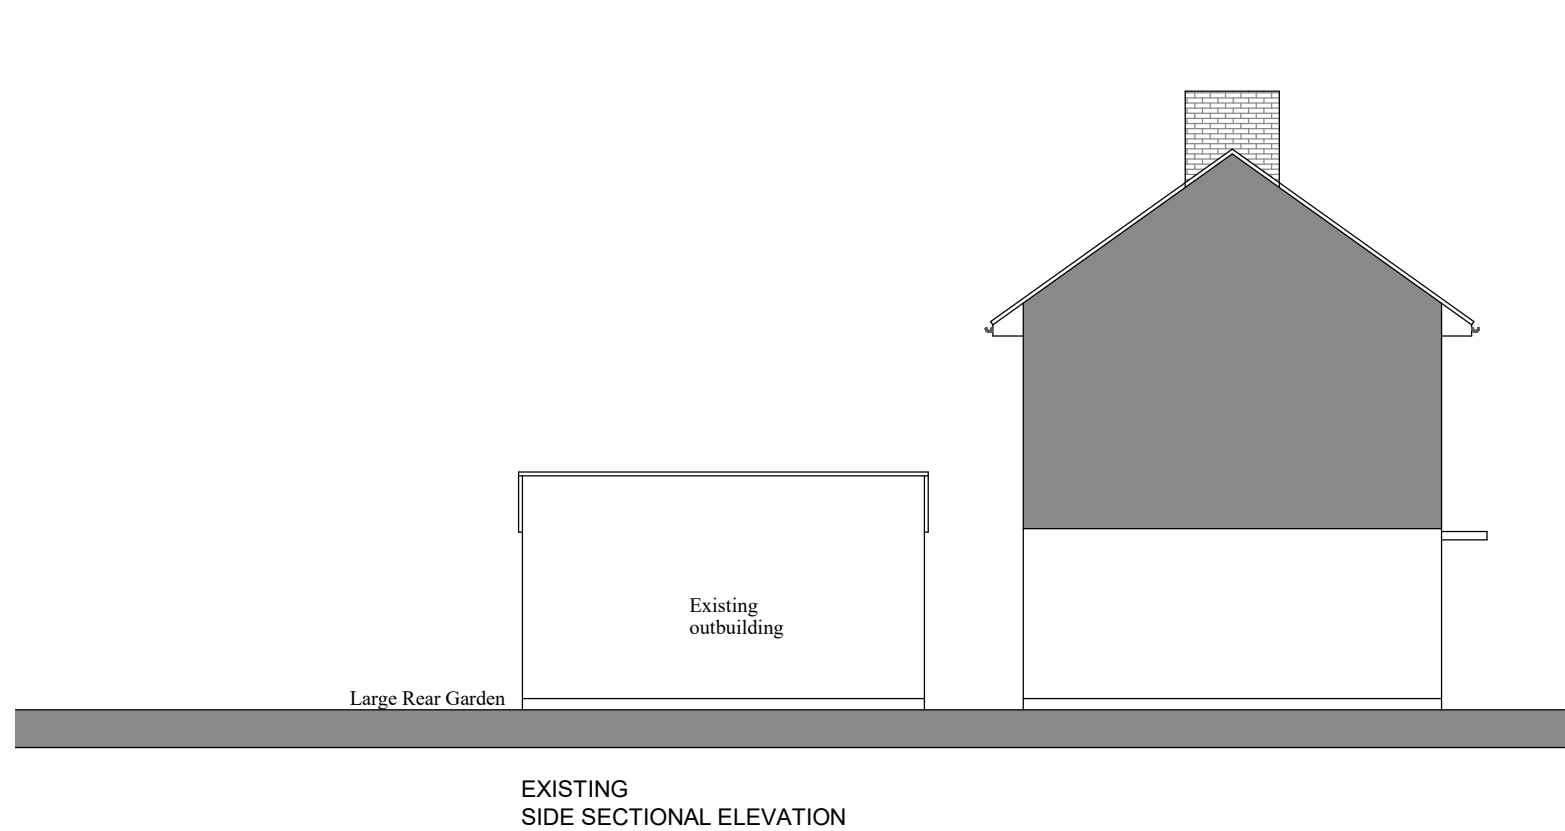 Existing
outbuilding
Large Rear Garden
EXISTING
SIDE SECTIONAL ELEVATION